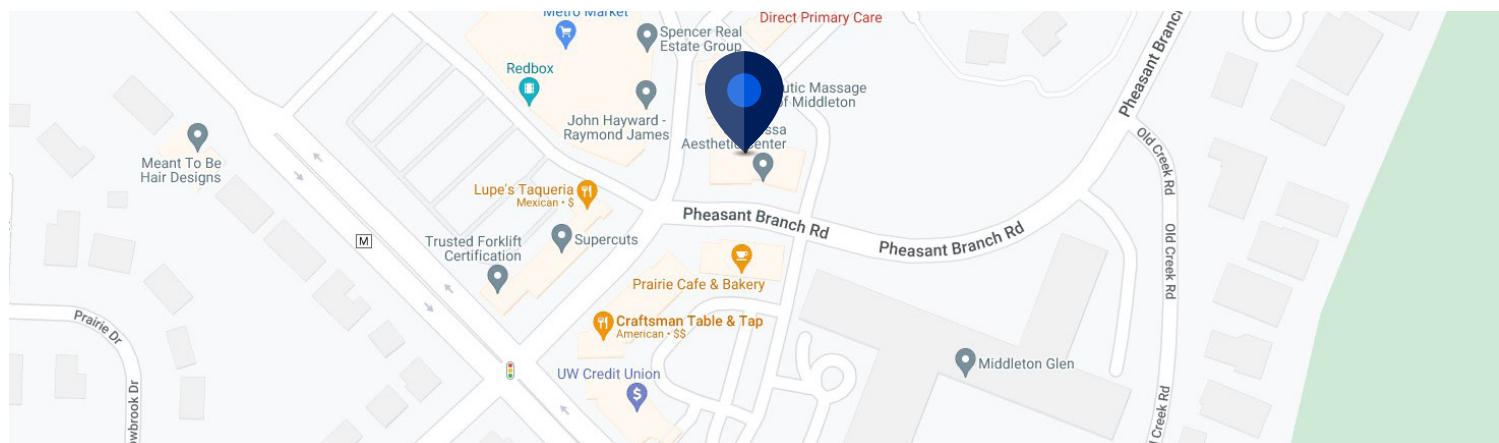 Metro Market
Direct Primary Care
Spencer Real
Estate Group
Pheasant Branc
Redbox
Massage
of Middleton
John Hayward -
Raymond James
Aesthetic Center
Old Creek Rd
Meant To Be
Hair Designs
Lupe's Taqueria
Mexican • $
Pheasant Branch Rd
Pheasant Branch Rd
Old Creek Rd
M
Trusted Forklift
Certification
Supercuts
Prairie Cafe & Bakery
Prairie Dr
Craftsman Table & Tap
American • $$
Middleton Glen
UW Credit Union
$
owbrook Dr
Old Creek Rd